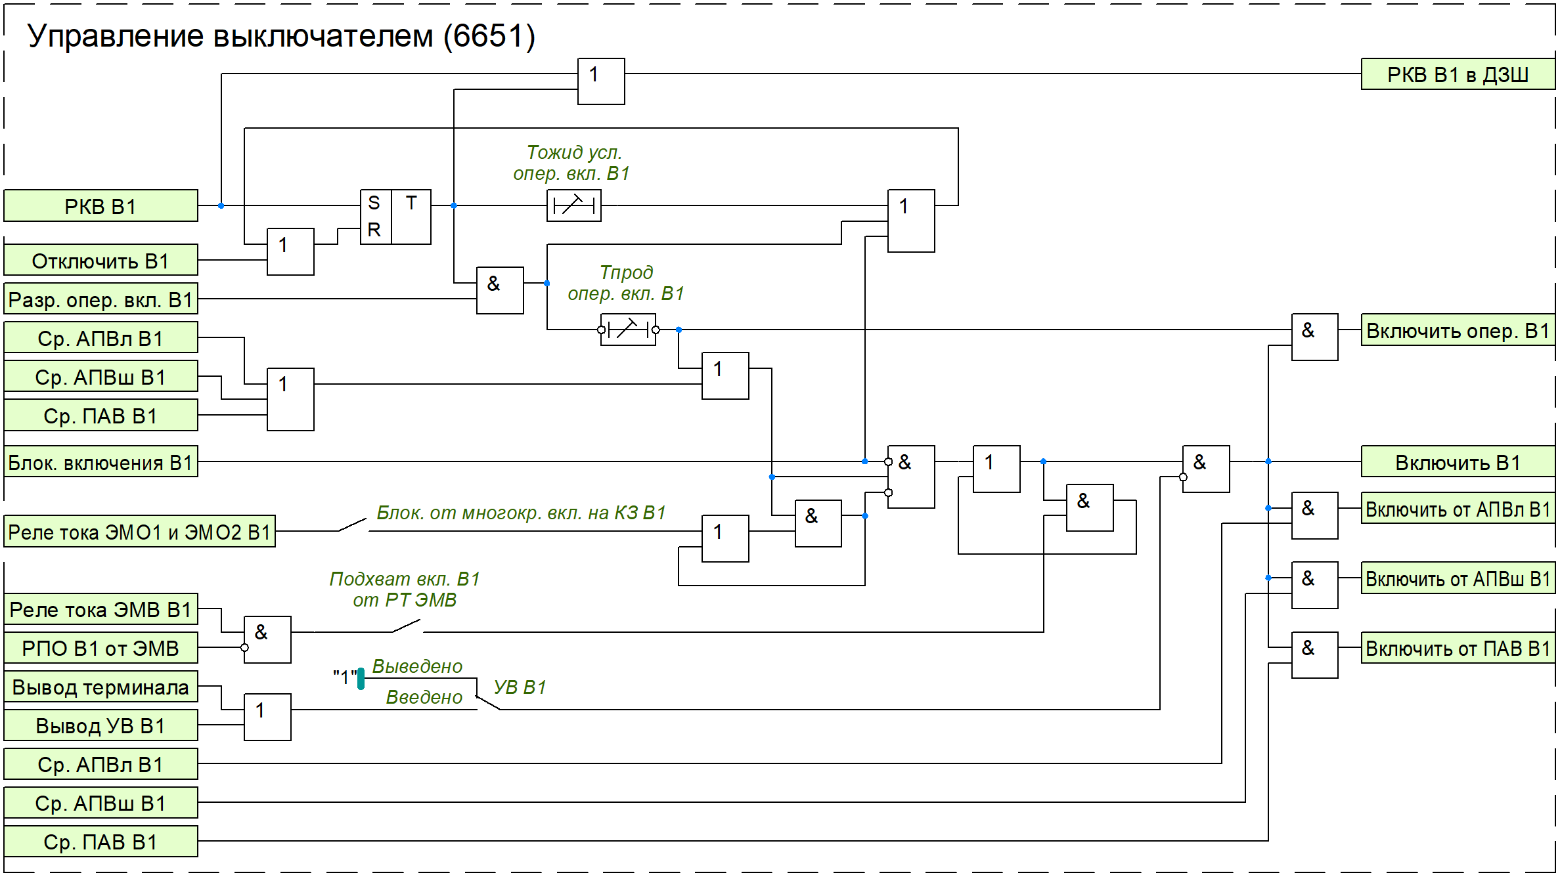 Управление выключателем (6651)
1
РКВ В1 в ДЗШ
Тожид усл.
опер. вкл. В1
РКВ В1
S T
R
1
1
Отключить В1
Тпрод
опер. вкл. В1
&
Разр. опер. вкл. В1
Ср. АПВл В1
&
Включить опер. В1
Ср. АПВш В1
1
1
Ср. ПАВ В1
Блок. включения В1
&
1
&
Включить В1
Блок. от многокр. вкл. на КЗ В1
&
&
&
Включить от АПВл В1
Реле тока ЭМО1 и ЭМО2 В1
1
Подхват вкл. В1
от РТ ЭМВ
&
Включить от АПВш В1
Реле тока ЭМВ В1
&
РПО В1 от ЭМВ
&
Включить от ПАВ В1
"1"
Выведено
Вывод терминала
Введено
УВ В1
1
Вывод УВ В1
Ср. АПВл В1
Ср. АПВш В1
Ср. ПАВ В1